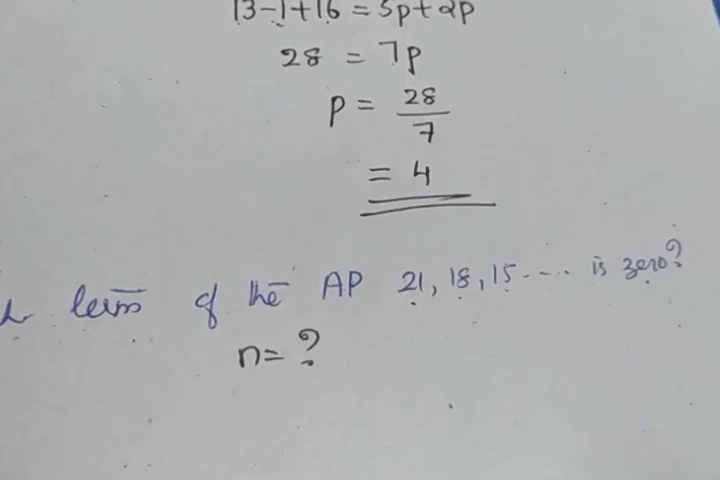 13-1+16 = 5p+2p
28 = 7p
p = 28/7
= 4
term of the AP 21, 18, 15.... is zero?
n= ?